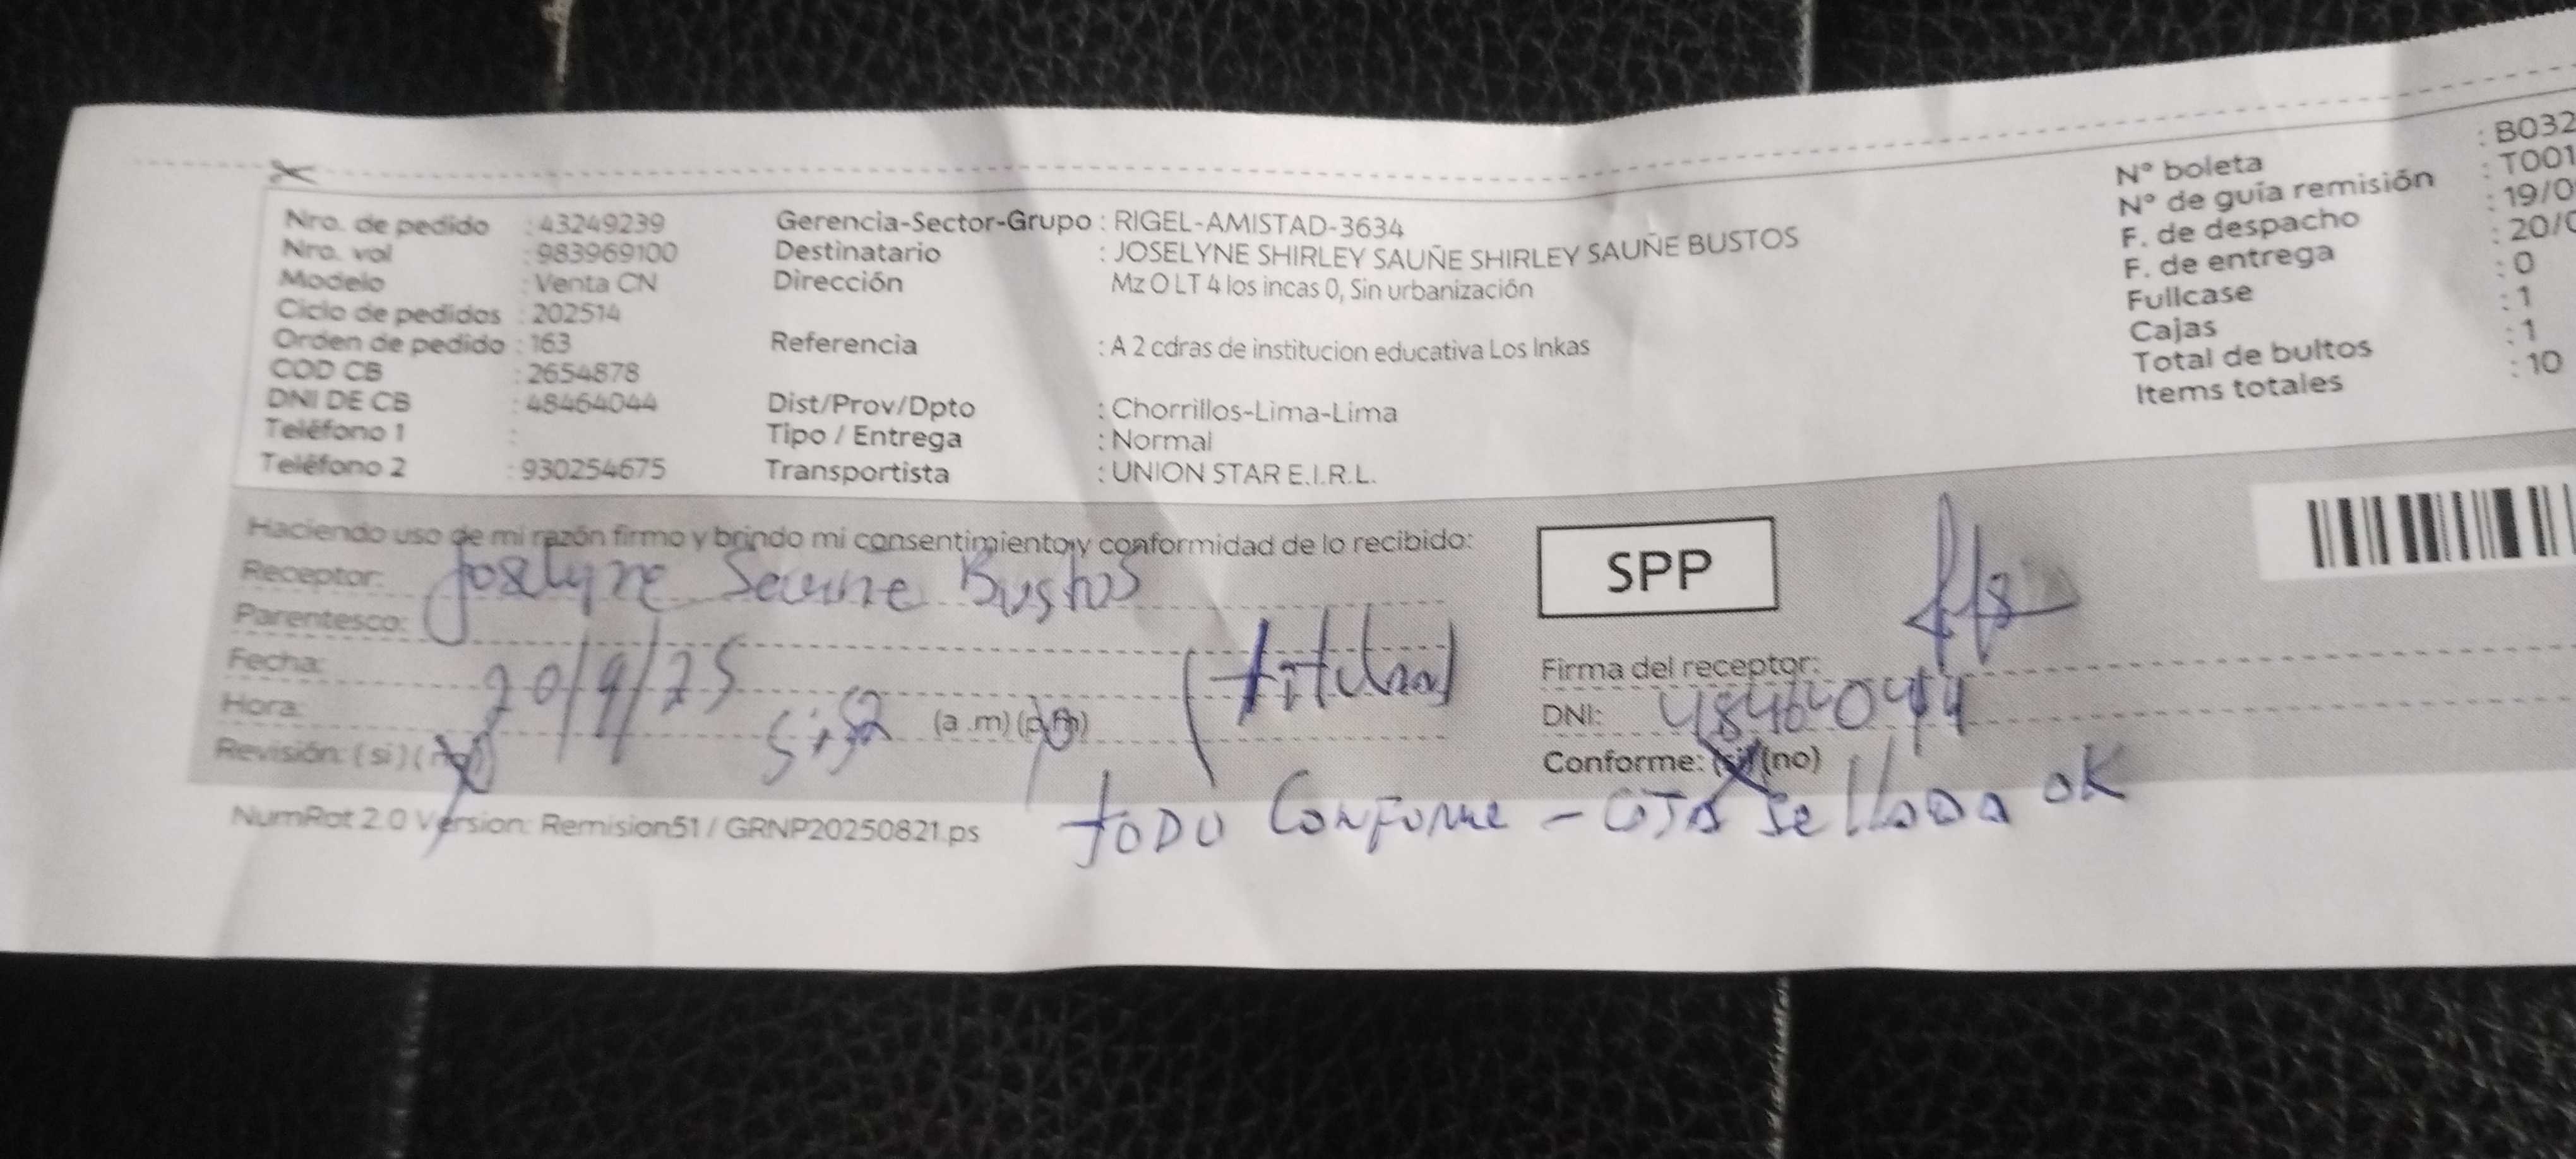 Nro. de pedido : 43249239
Nro. vol : 983969100
Modelo : Venta CN
Ciclo de pedidos : 202514
Orden de pedido : 163
COD CB : 2654878
DNI DE CB : 48464044
Teléfono 1 :
Teléfono 2 : 930254675
Gerencia-Sector-Grupo : RIGEL-AMISTAD-3634
Destinatario : JOSELYNE SHIRLEY SAUÑE SHIRLEY SAUÑE BUSTOS
Dirección Mz O LT 4 los incas 0, Sin urbanización
Referencia : A 2 cdras de institucion educativa Los Inkas
Dist/Prov/Dpto : Chorrillos-Lima-Lima
Tipo / Entrega : Normal
Transportista : UNION STAR E.I.R.L.
N° boleta : B032
N° de guía remisión : T001
F. de despacho : 19/0
F. de entrega : 20/0
Fullcase : 0
Cajas : 1
Total de bultos : 1
Items totales : 10
Haciendo uso de mi razón firmo y brindo mi consentimiento y conformidad de lo recibido:
Receptor: Joselyne Saune Bustos
Parentesco: (titular)
Fecha: 20/9/25
Hora: 5:52 (a .m) (p.m)
Revisión: (si) (no)
SPP
Firma del receptor:
DNI: 48464044
Conforme: (si) (no)
TODO Conforme - CAJA Sellada OK
NumRot 2.0 Version: Remision51 / GRNP20250821.ps